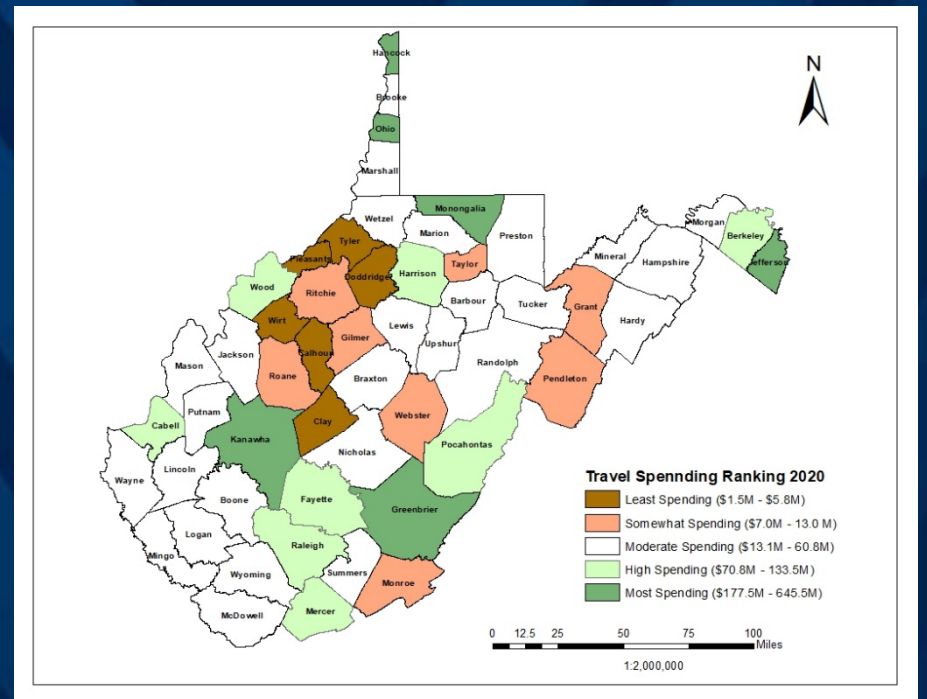 Hancock
N
Brooke
Ohio
Marshall
Wetzel
Monongalia
Marion
Preston
Morgan
Berkeley
Jefferson
Tyler
Pleasants
Doddridge
Harrison
Taylor
Mineral
Hampshire
Wood
Ritchie
Barbour
Tucker
Grant
Hardy
Wirt
Gilmer
Lewis
Upshur
Jackson
Calhoun
Randolph
Mason
Roane
Braxton
Pendleton
Putnam
Cabell
Kanawha
Clay
Webster
Pocahontas
Nicholas
Wayne
Lincoln
Boone
Fayette
Greenbrier
Logan
Raleigh
Mingo
Wyoming
Summers
Monroe
McDowell
Mercer
Travel Spennding Ranking 2020
Least Spending ($1.5M - $5.8M)
Somewhat Spending ($7.0M - 13.0 M)
Moderate Spending ($13.1M - 60.8M)
High Spending ($70.8M - 133.5M)
Most Spending ($177.5M - 645.5M)
0 12.5 25 50 75 100
Miles
1:2,000,000